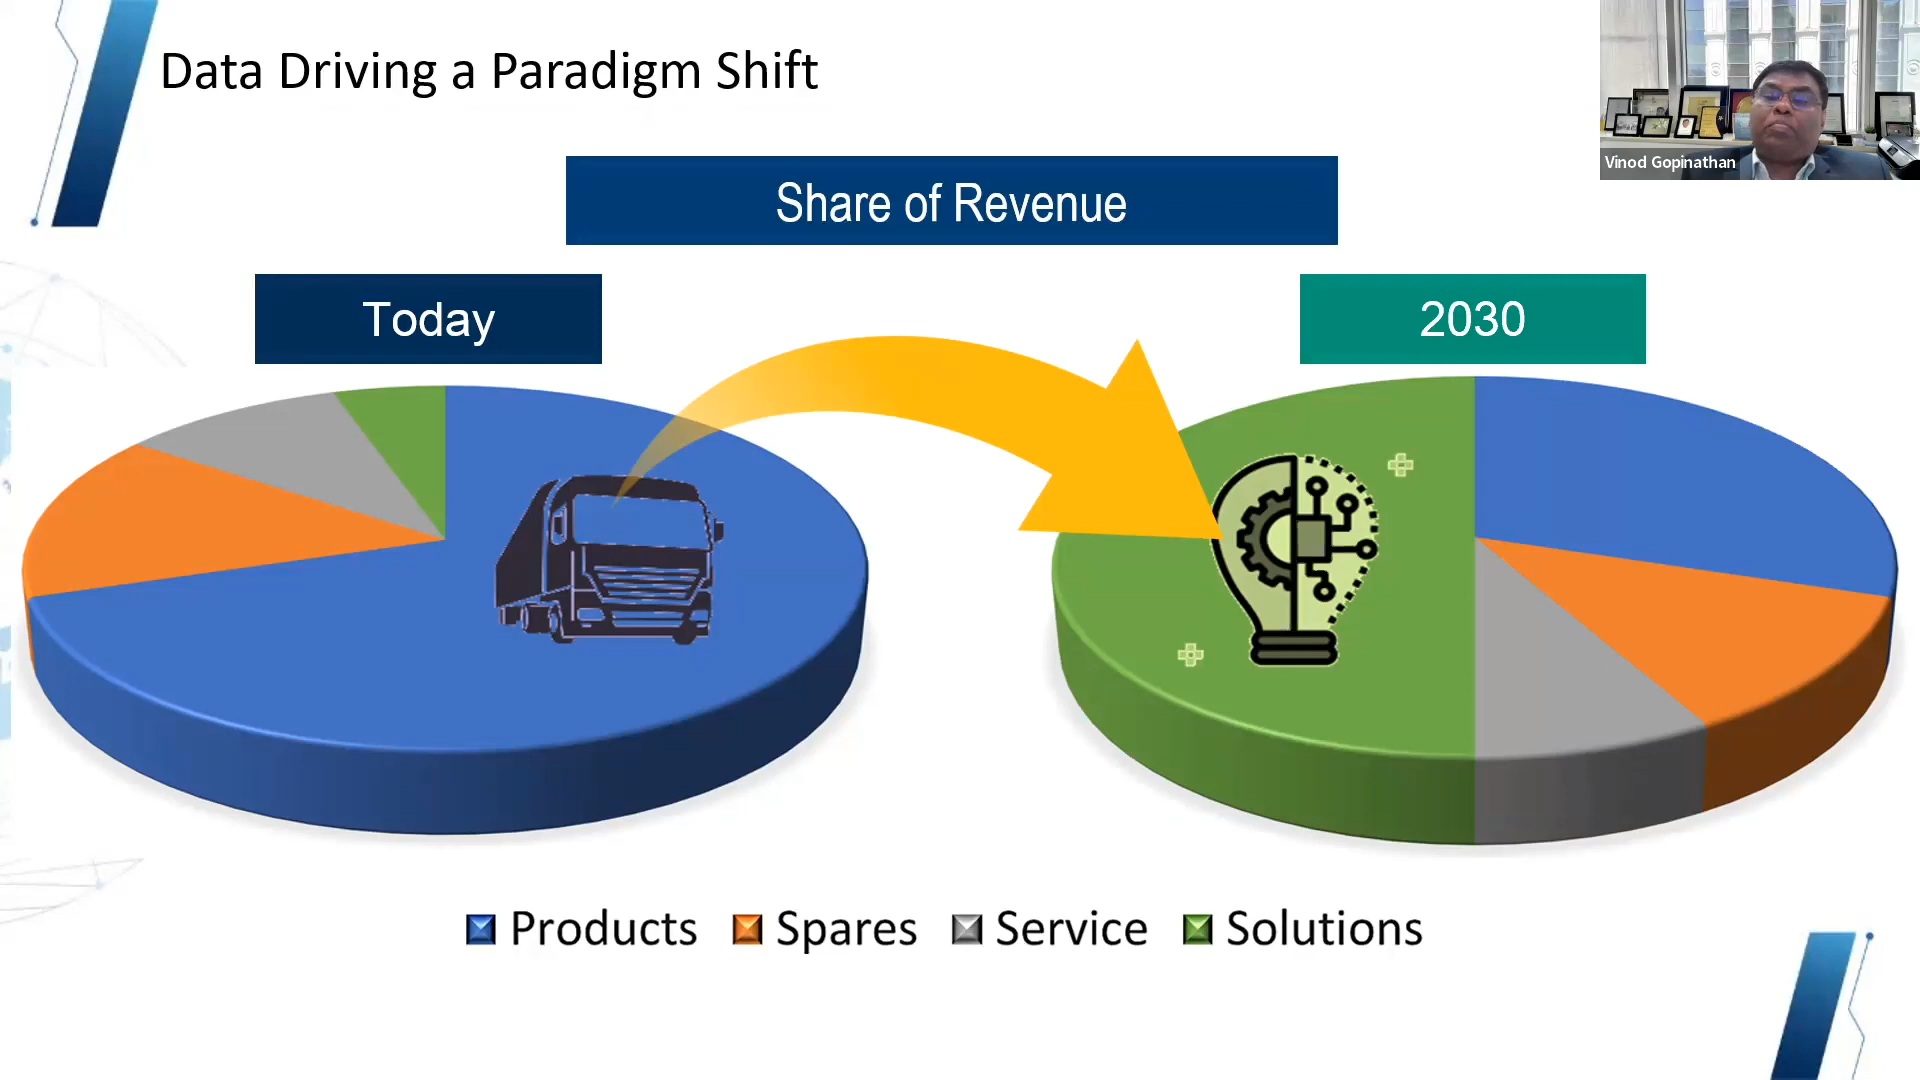 Data Driving a Paradigm Shift
Vinod Gopinathan
Share of Revenue
Today
2030
Products
Spares
Service
Solutions